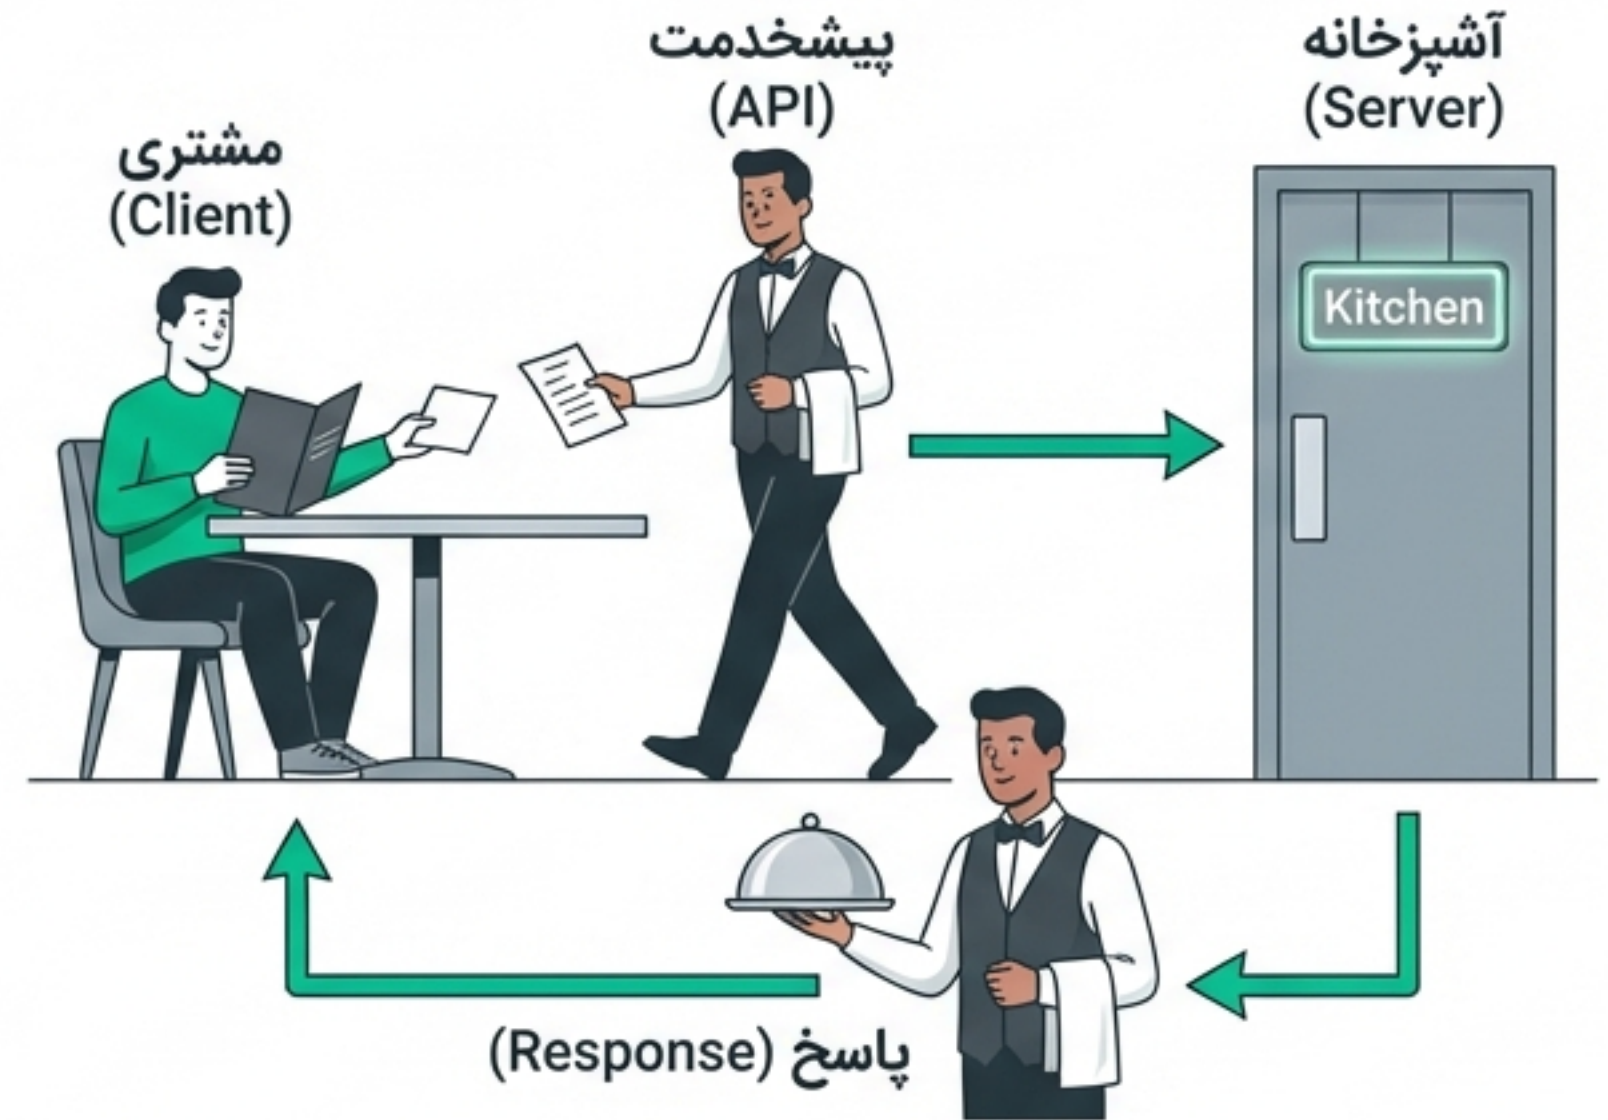 مشتری
(Client)
پیشخدمت
(API)
آشپزخانه
(Server)
Kitchen
پاسخ (Response)